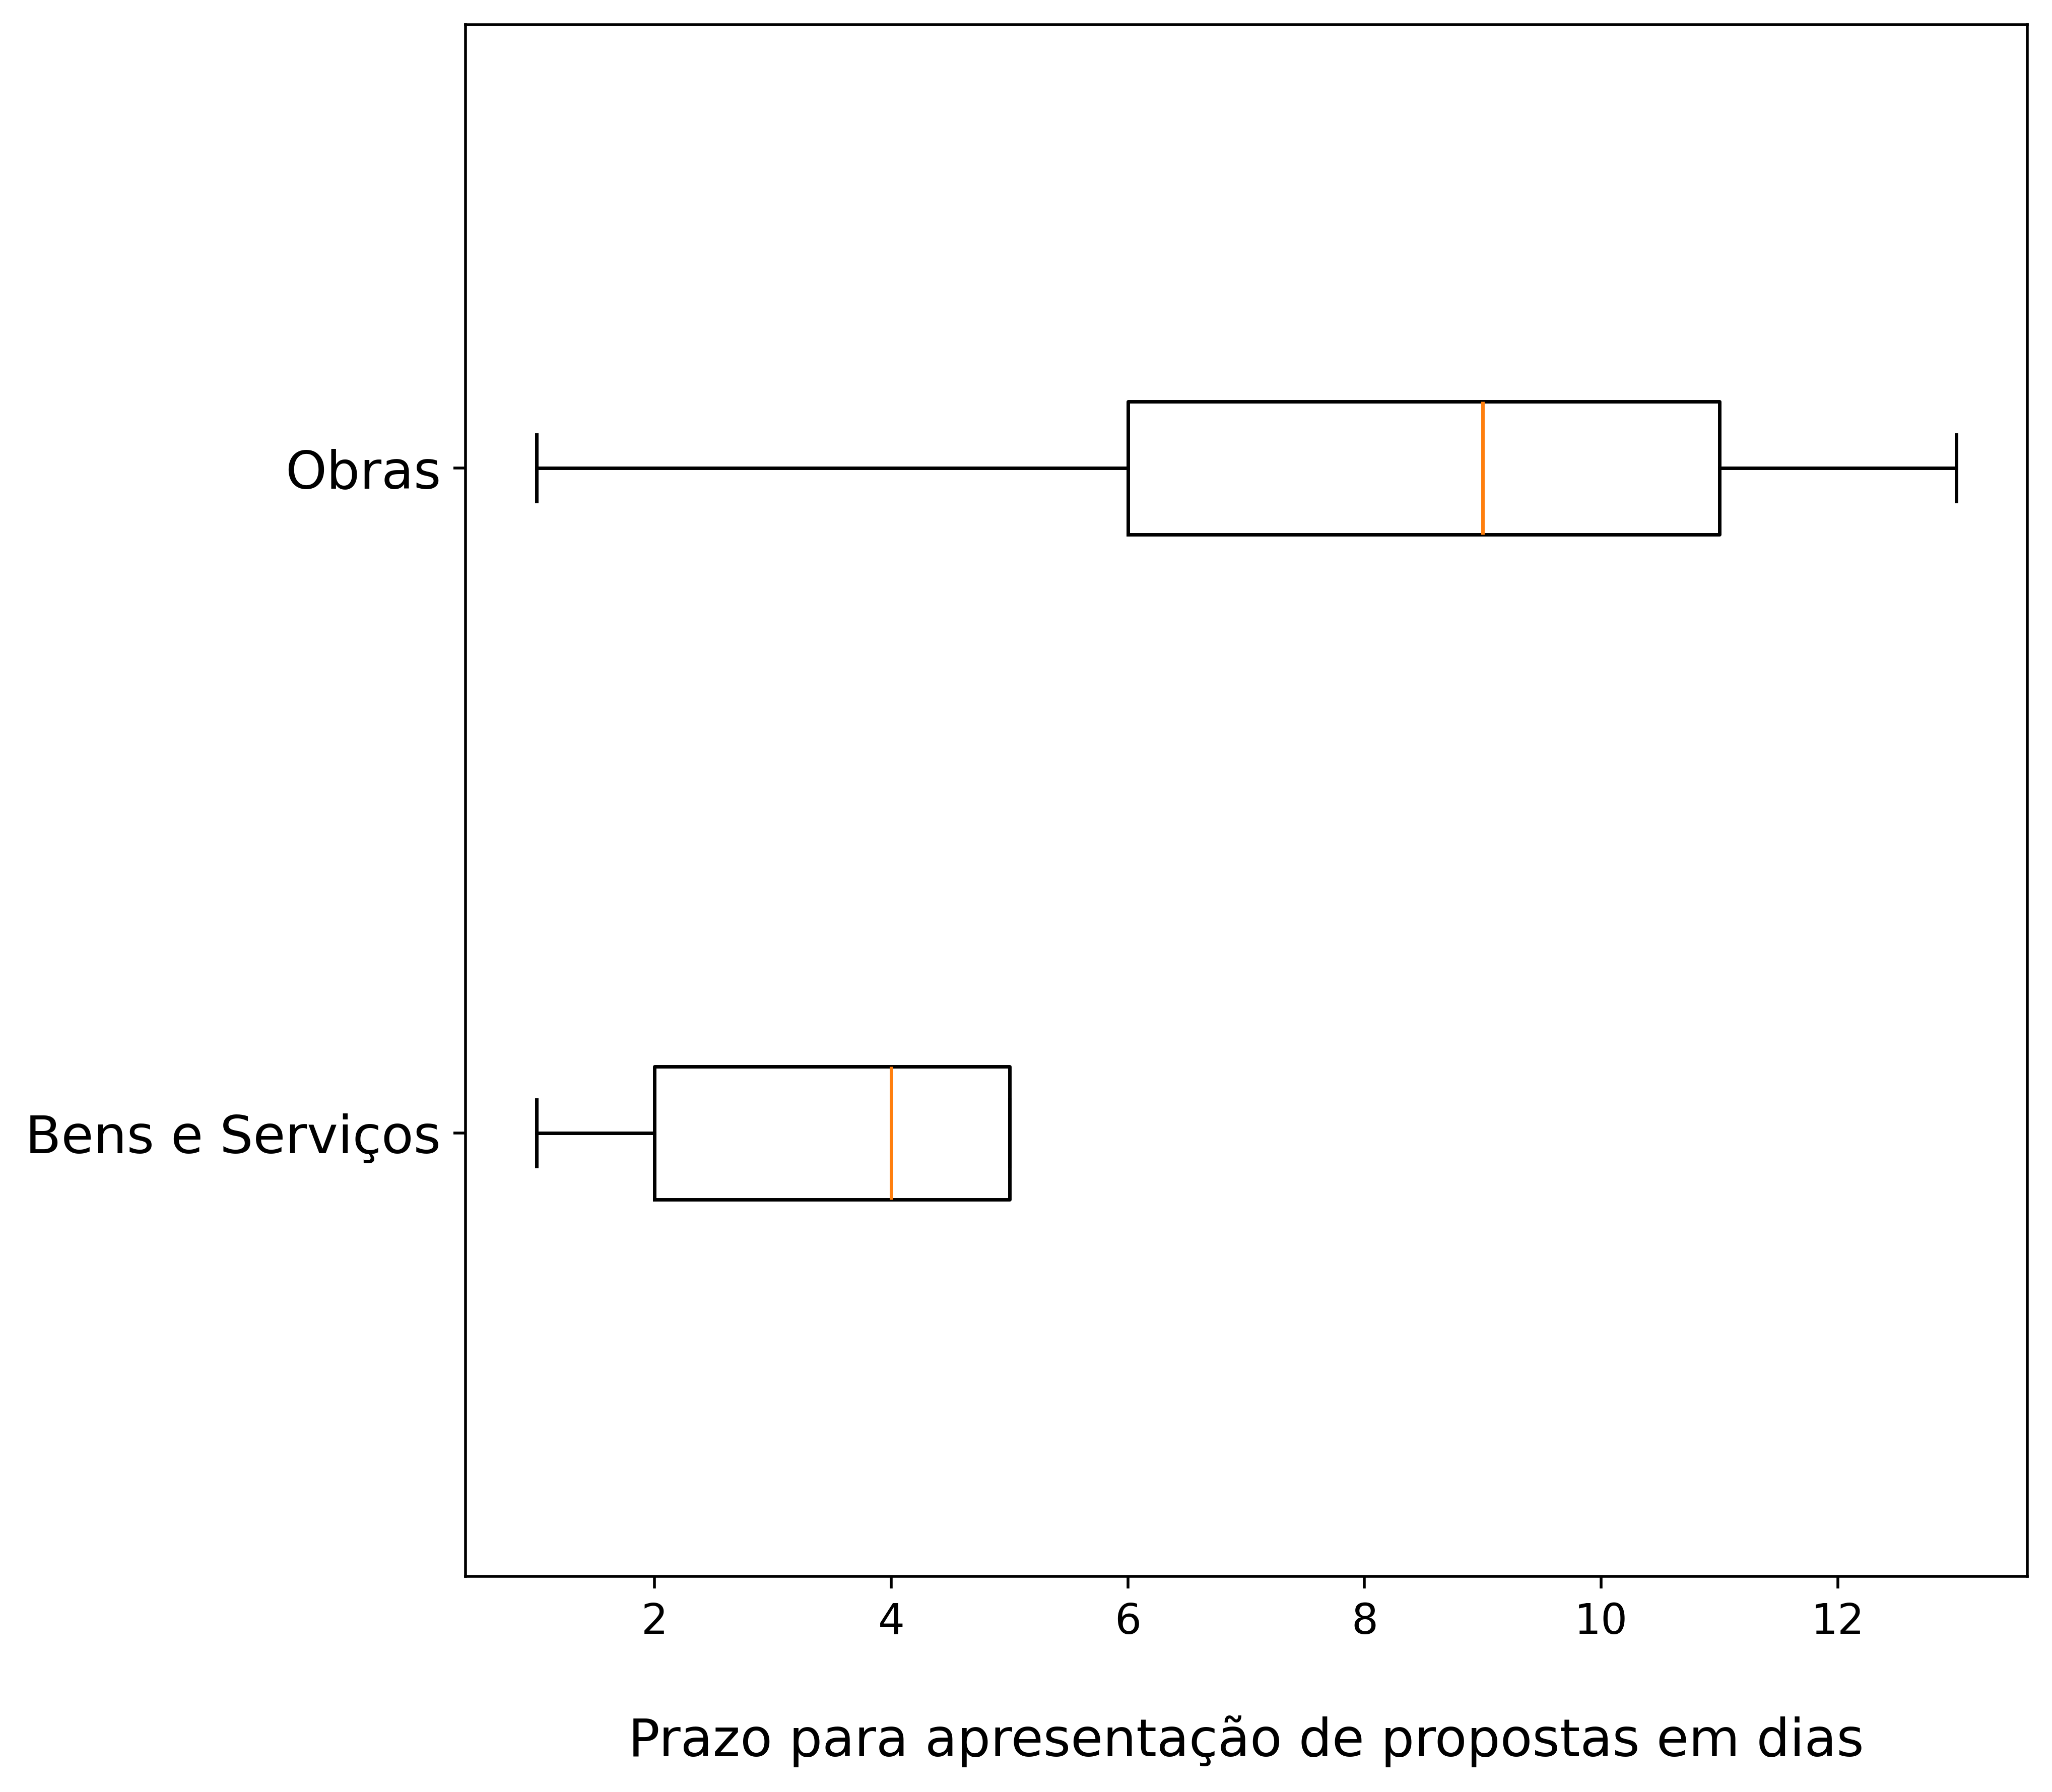 Obras
Bens e Serviços
2 4 6 8 10 12
Prazo para apresentação de propostas em dias